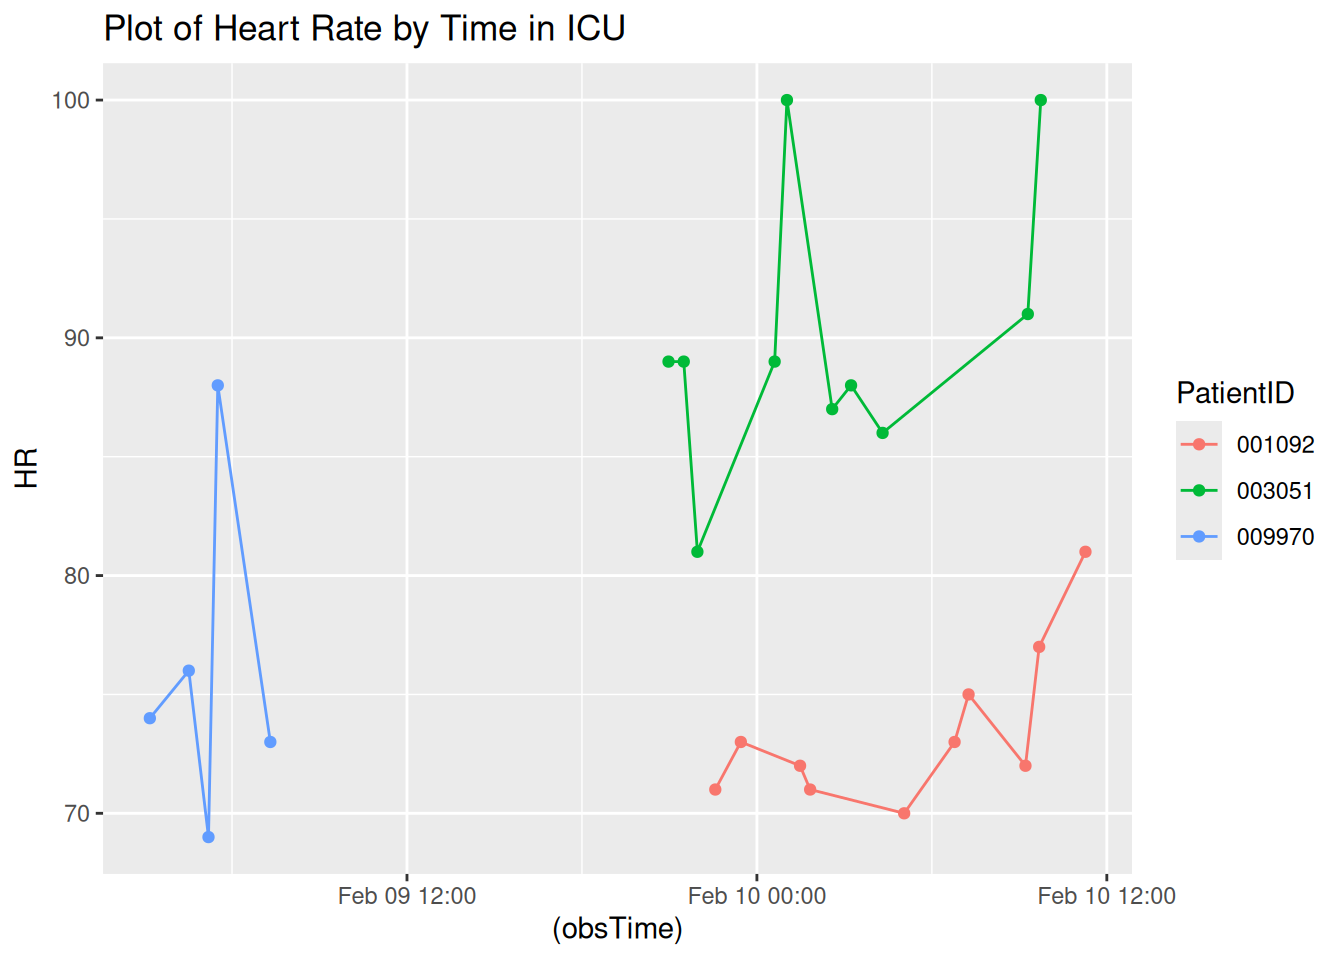 Plot of Heart Rate by Time in ICU
100
90
80
70
HR
Feb 09 12:00
Feb 10 00:00
Feb 10 12:00
(obsTime)
PatientID
001092
003051
009970